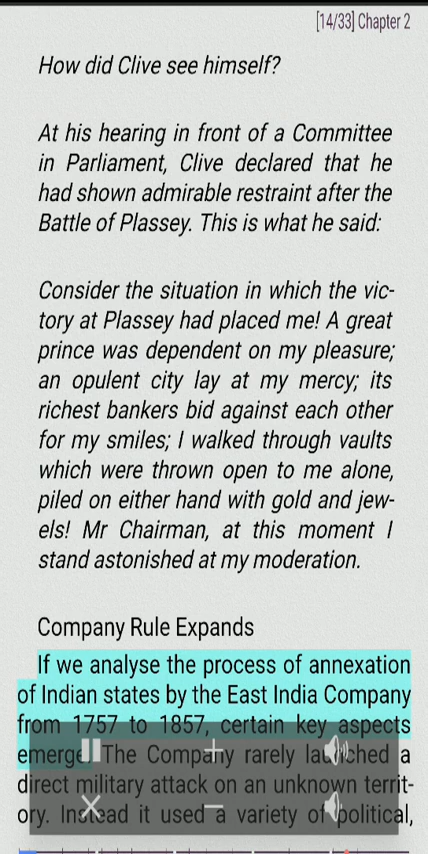 [14/33] Chapter 2
How did Clive see himself?
At his hearing in front of a Committee
in Parliament, Clive declared that he
had shown admirable restraint after the
Battle of Plassey. This is what he said:
Consider the situation in which the vic-
tory at Plassey had placed me! A great
prince was dependent on my pleasure;
an opulent city lay at my mercy; its
richest bankers bid against each other
for my smiles; I walked through vaults
which were thrown open to me alone,
piled on either hand with gold and jew-
els! Mr Chairman, at this moment I
stand astonished at my moderation.
Company Rule Expands
If we analyse the process of annexation
of Indian states by the East India Company
from 1757 to 1857, certain key aspects
emerge. The Company rarely launched a
direct military attack on an unknown territ-
ory. Instead it used a variety of political,